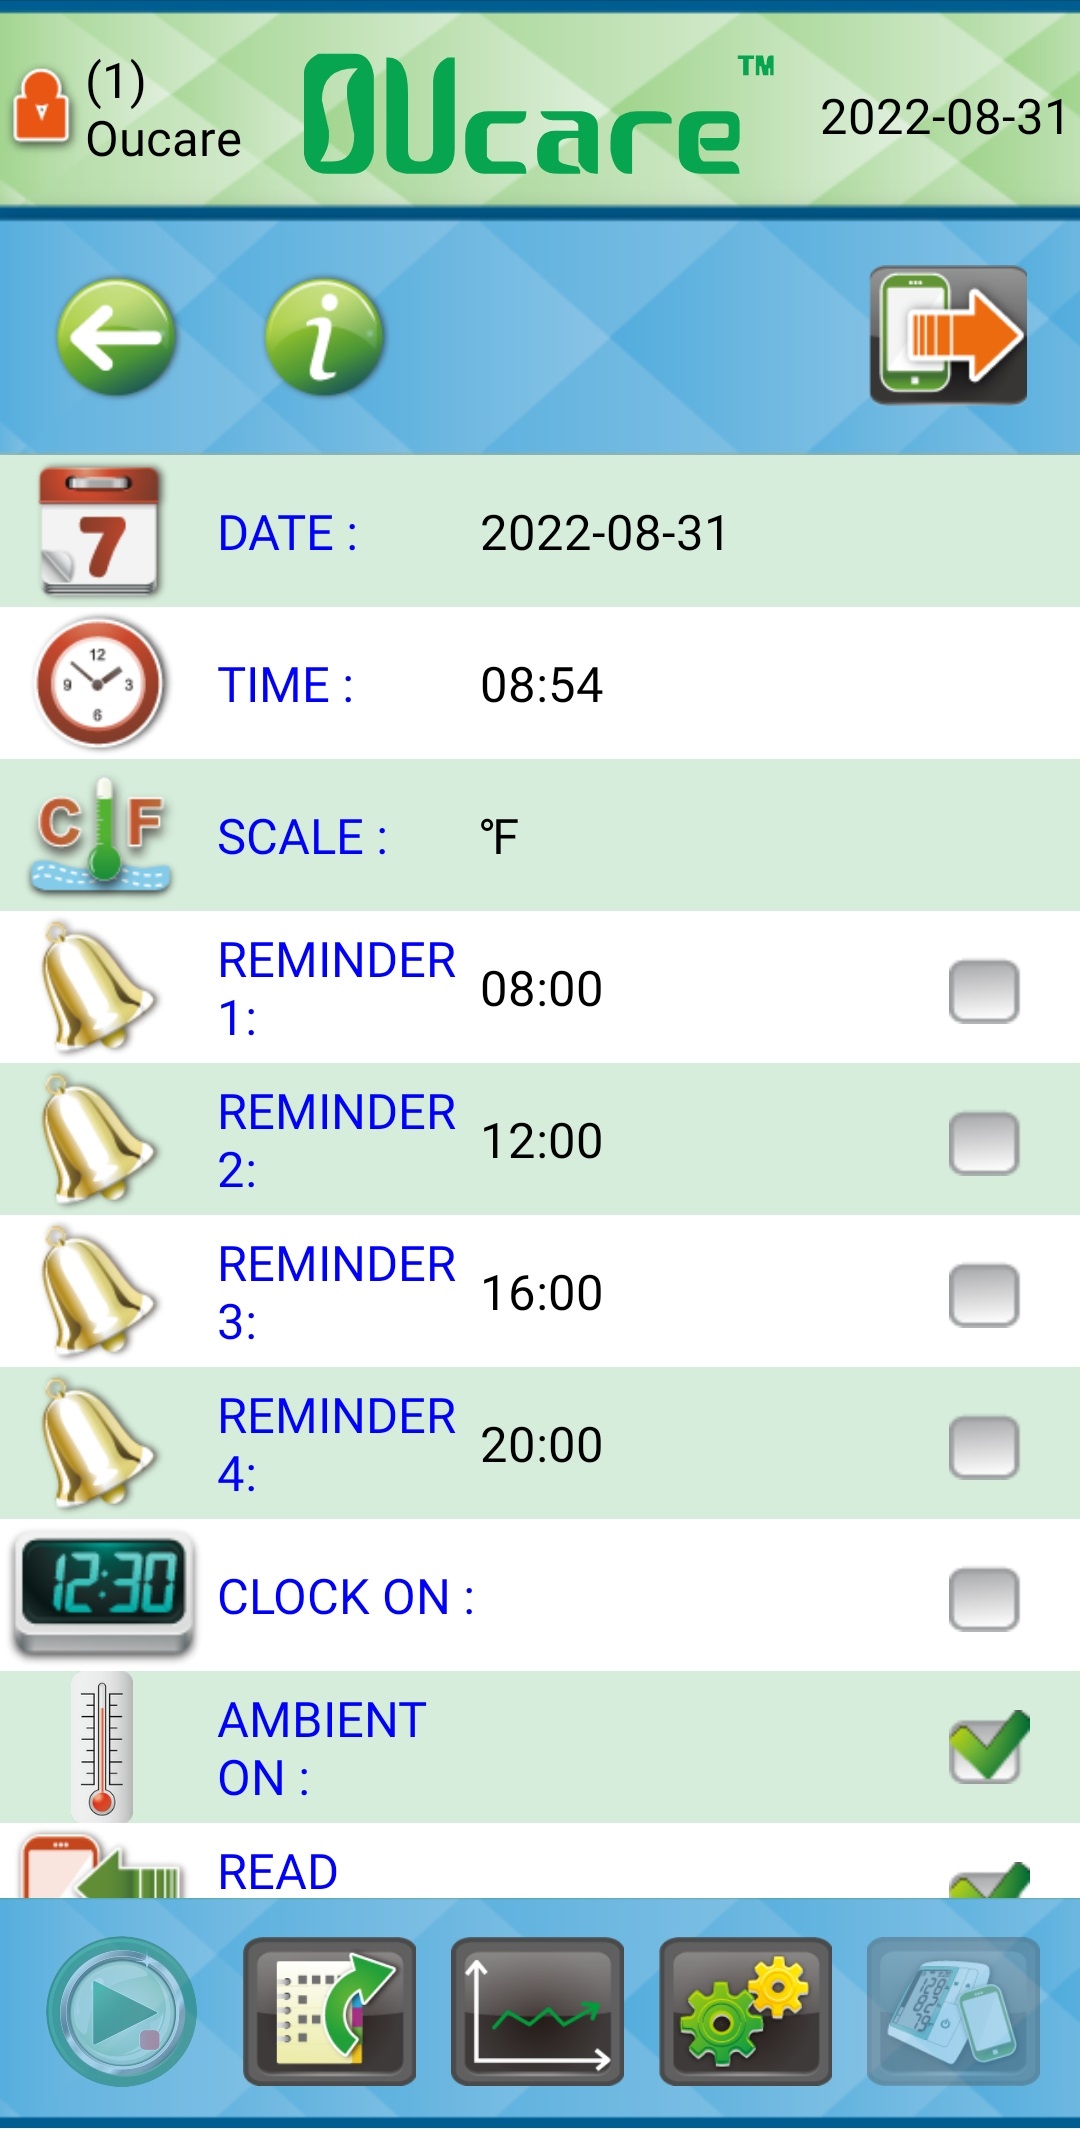 (1)
Oucare
OUcare™
2022-08-31
7
DATE :
2022-08-31
12
9
3
6
TIME :
08:54
C F
SCALE :
℉
REMINDER
1:
08:00
REMINDER
2:
12:00
REMINDER
3:
16:00
REMINDER
4:
20:00
12:30
CLOCK ON :
AMBIENT
ON :
READ